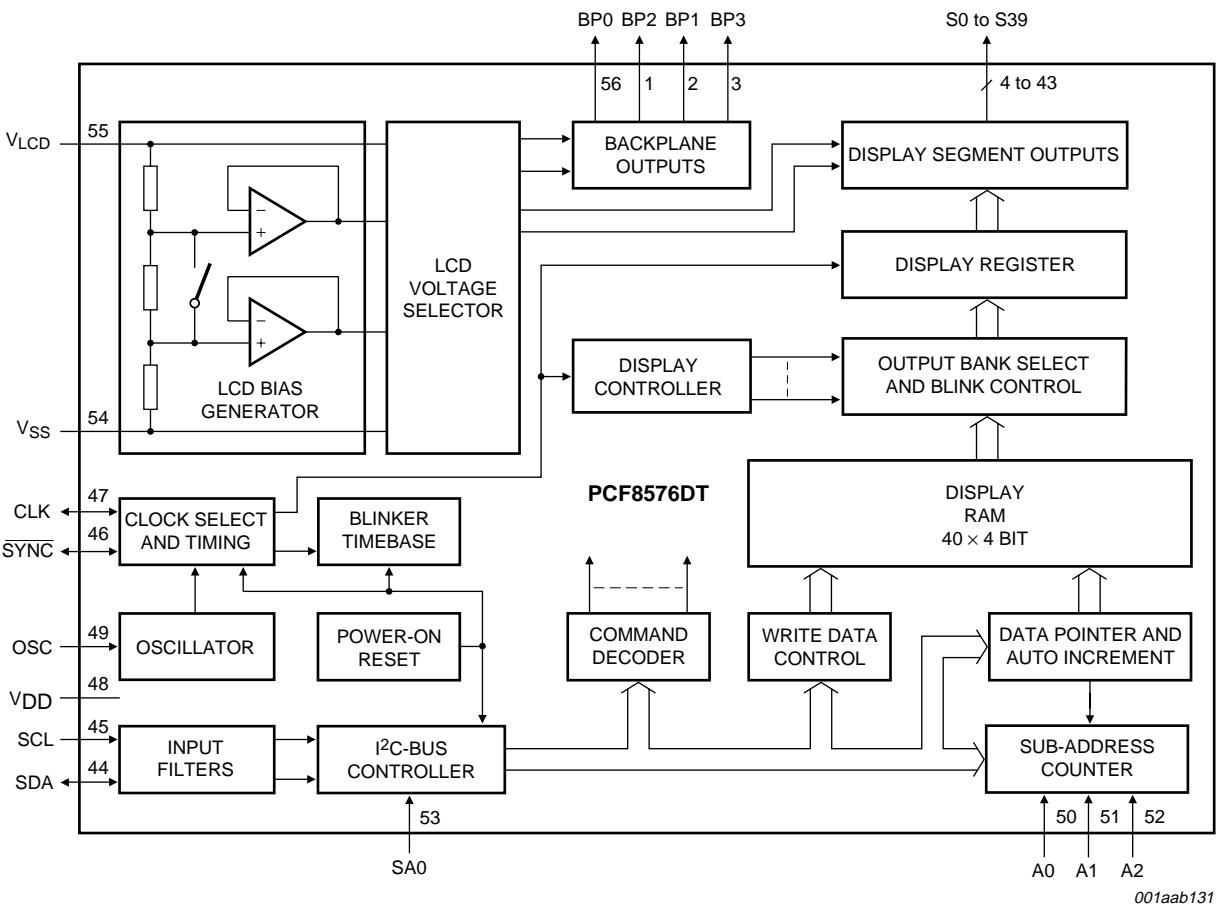 BP0 BP2 BP1 BP3
S0 to S39
56 1 2 3
4 to 43
VLCD 55
BACKPLANE
OUTPUTS
DISPLAY SEGMENT OUTPUTS
−
+
LCD
VOLTAGE
SELECTOR
DISPLAY REGISTER
−
+
LCD BIAS
GENERATOR
DISPLAY
CONTROLLER
OUTPUT BANK SELECT
AND BLINK CONTROL
VSS 54
CLK 47
SYNC 46
CLOCK SELECT
AND TIMING
BLINKER
TIMEBASE
PCF8576DT
DISPLAY
RAM
40 × 4 BIT
OSC 49
OSCILLATOR
POWER-ON
RESET
COMMAND
DECODER
WRITE DATA
CONTROL
DATA POINTER AND
AUTO INCREMENT
VDD 48
SCL 45
SDA 44
INPUT
FILTERS
I2C-BUS
CONTROLLER
SUB-ADDRESS
COUNTER
53
50 51 52
SA0
A0 A1 A2
001aab131